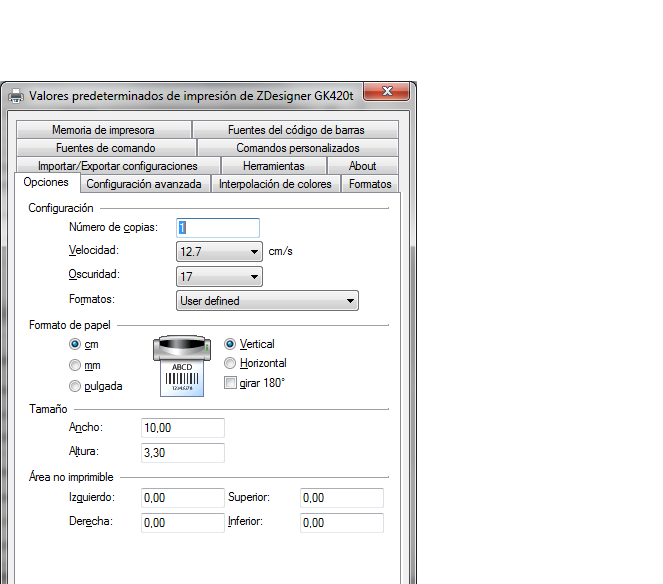 Valores predeterminados de impresión de ZDesigner GK420t
Memoria de impresora Fuentes del código de barras
Fuentes de comando Comandos personalizados
Importar/Exportar configuraciones Herramientas About
Opciones Configuración avanzada Interpolación de colores Formatos
Configuración
Número de copias: 1
Velocidad: 12.7 cm/s
Oscuridad: 17
Formatos: User defined
Formato de papel
cm Vertical
mm Horizontal
pulgada girar 180°
ABCD
Tamaño
Ancho: 10,00
Altura: 3,30
Área no imprimible
Izquierdo: 0,00 Superior: 0,00
Derecha: 0,00 Inferior: 0,00